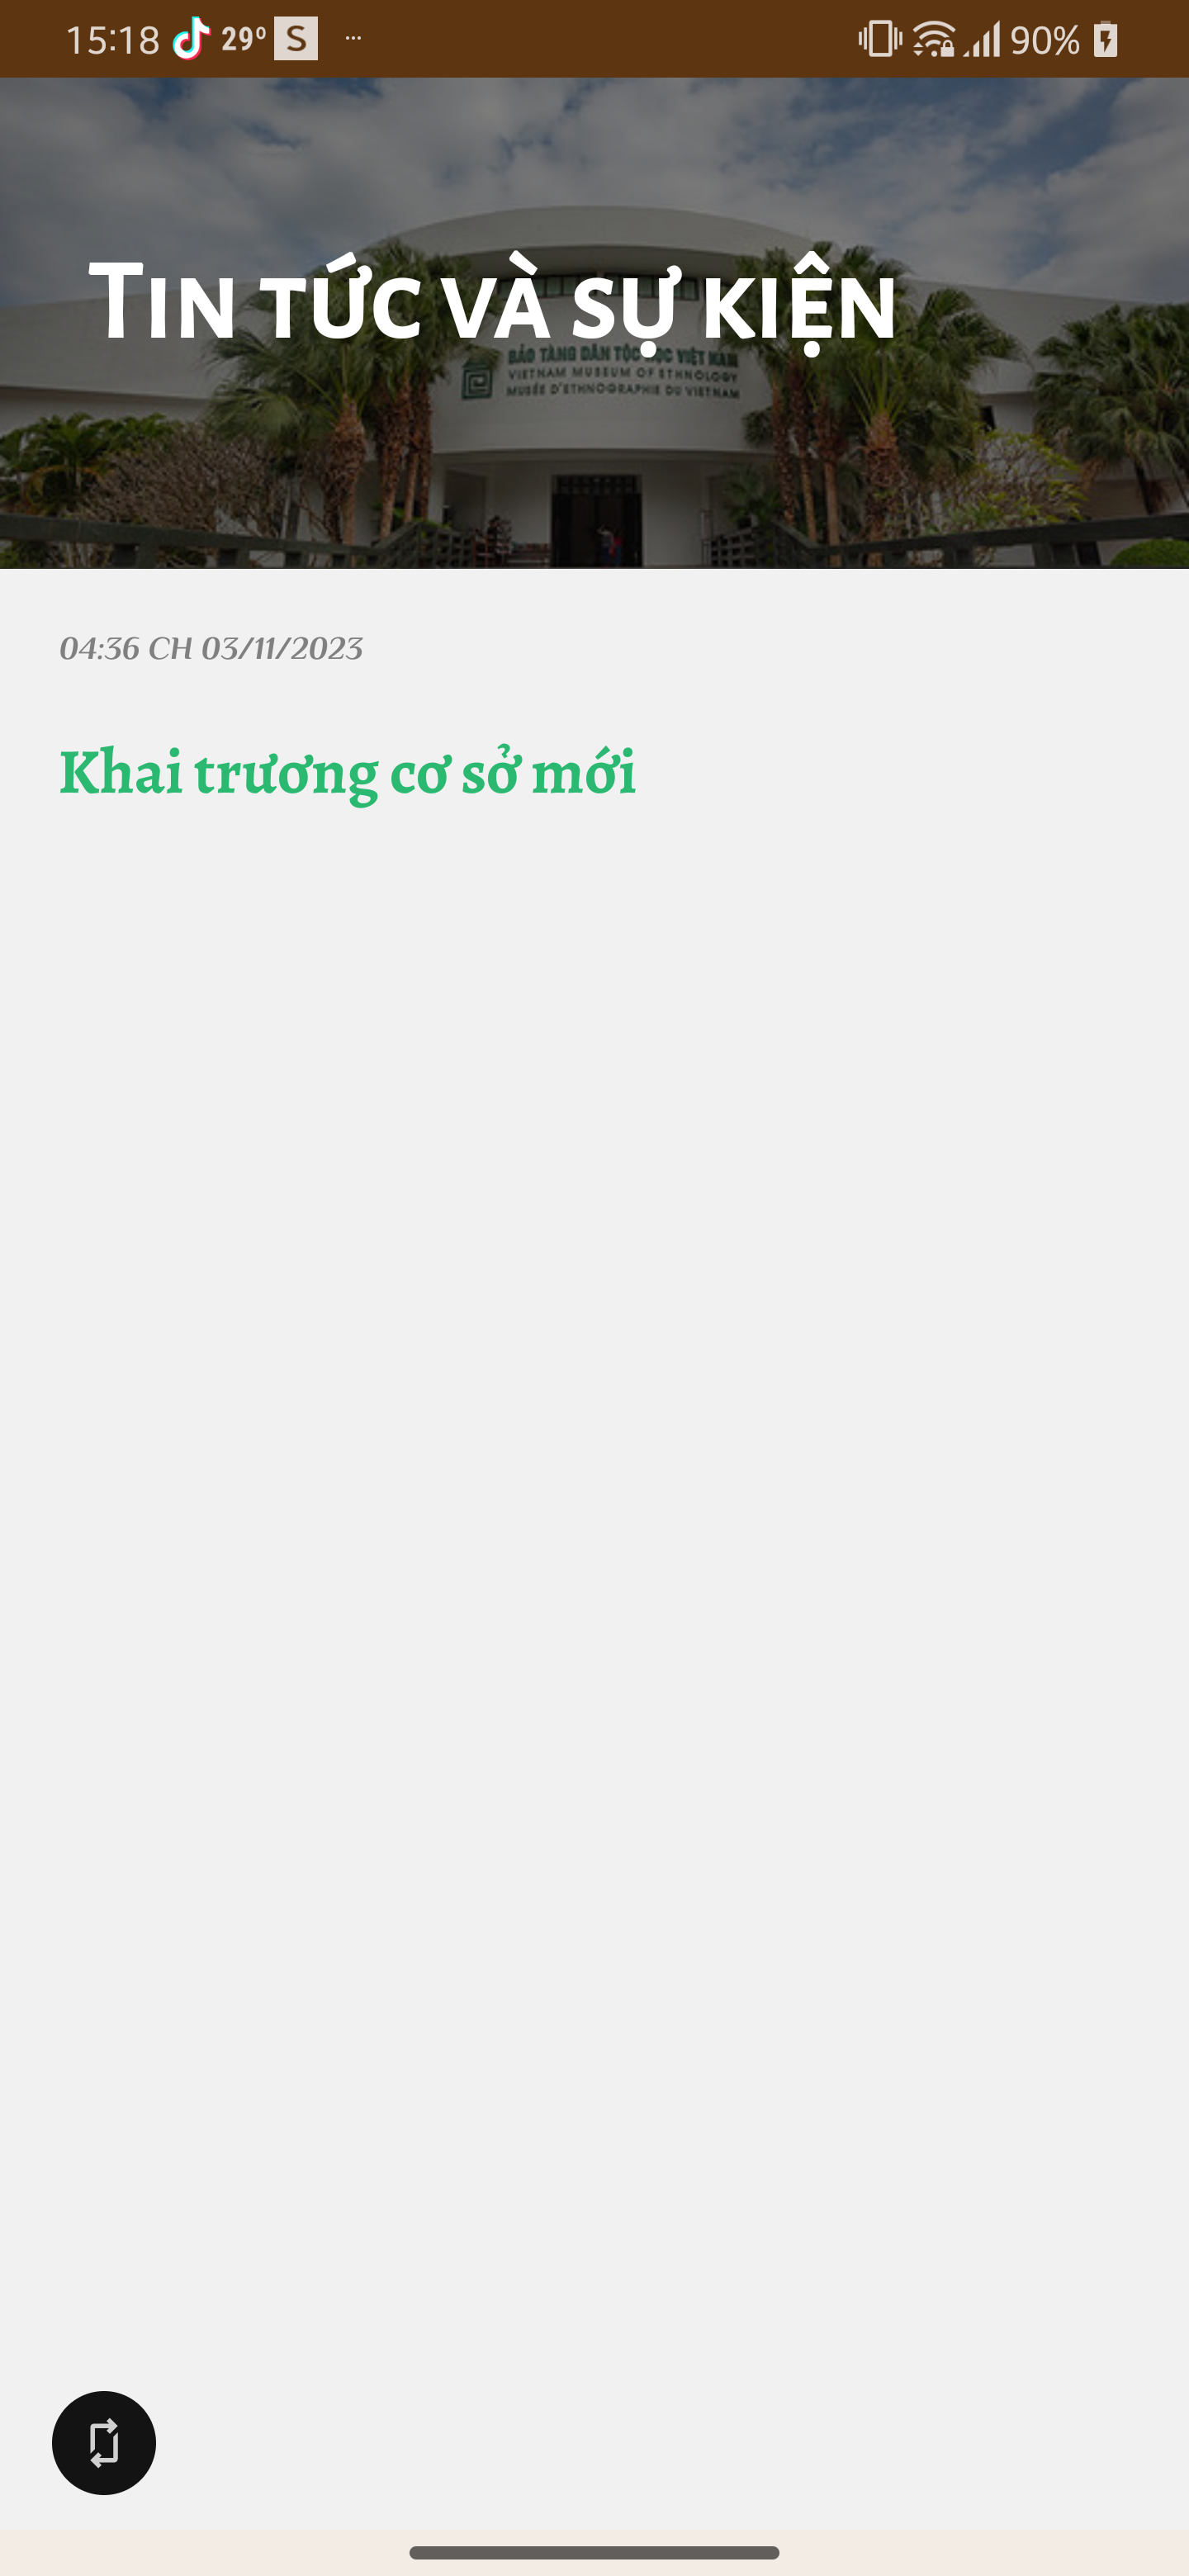 15:18 29° S ... 90%
Tin tức và sự kiện
BẢO TÀNG DÂN TỘC HỌC VIỆT NAM
VIETNAM MUSEUM OF ETHNOLOGY
MUSÉE D'ETHNOGRAPHIE DU VIETNAM
04:36 CH 03/11/2023
Khai trương cơ sở mới